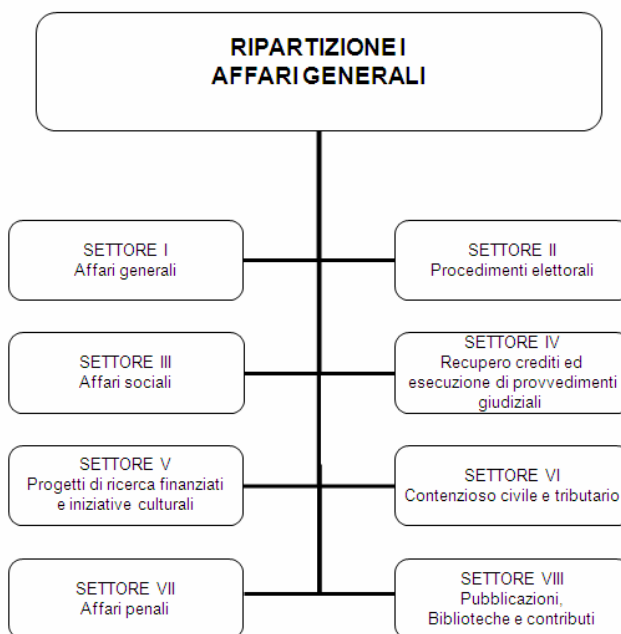 RIPARTIZIONE I
AFFARI GENERALI
SETTORE I
Affari generali
SETTORE II
Procedimenti elettorali
SETTORE III
Affari sociali
SETTORE IV
Recupero crediti ed
esecuzione di provvedimenti
giudiziali
SETTORE V
Progetti di ricerca finanziati
e iniziative culturali
SETTORE VI
Contenzioso civile e tributario
SETTORE VII
Affari penali
SETTORE VIII
Pubblicazioni,
Biblioteche e contributi